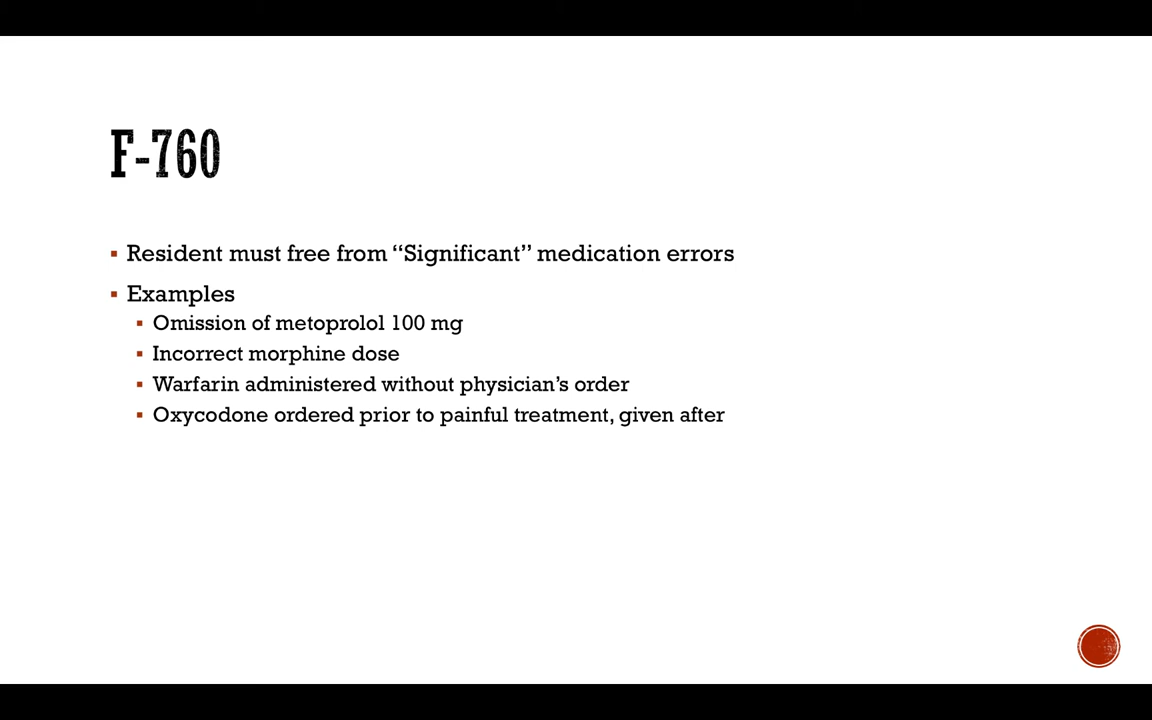 F-760
Resident must free from “Significant” medication errors
Examples
Omission of metoprolol 100 mg
Incorrect morphine dose
Warfarin administered without physician’s order
Oxycodone ordered prior to painful treatment, given after